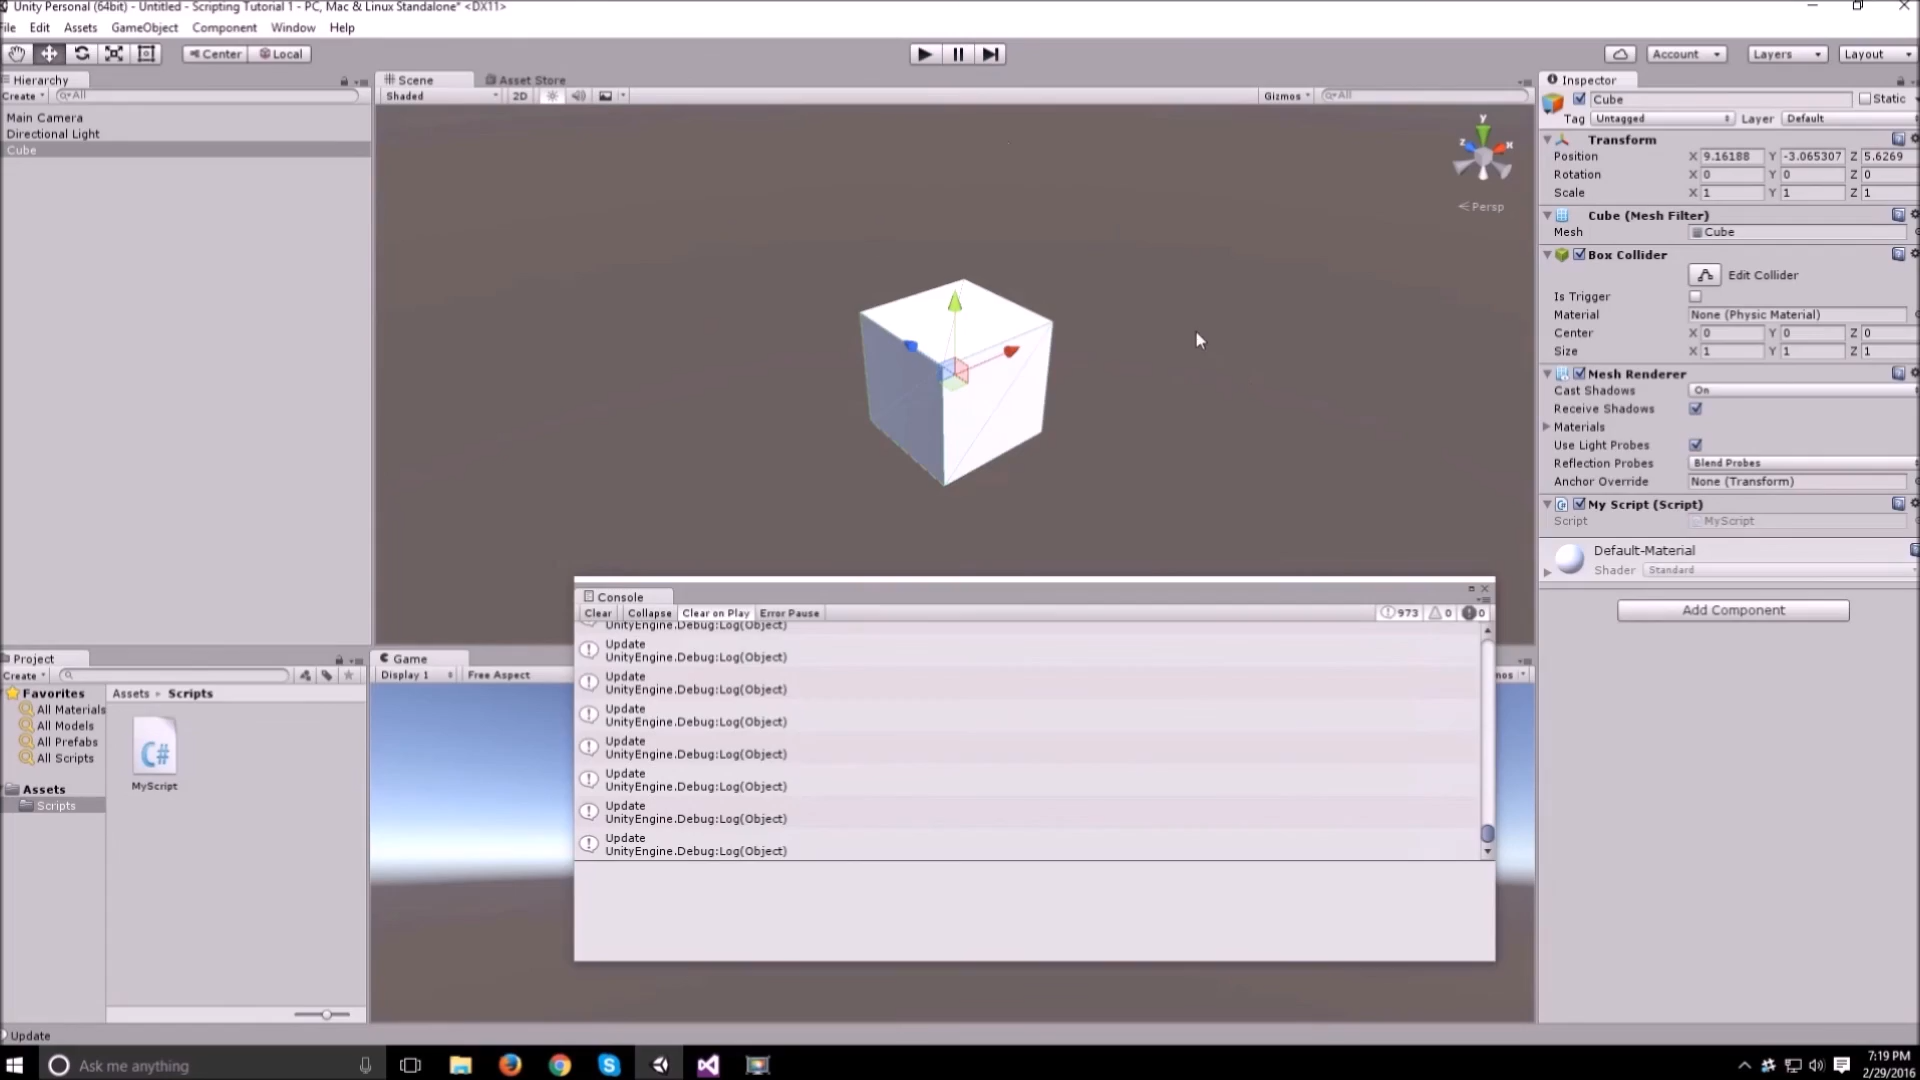 Unity Personal (64bit) - Untitled - Scripting Tutorial 1 - PC, Mac & Linux Standalone* <DX11>
File Edit Assets GameObject Component Window Help
Center Local
Account Layers Layout
Hierarchy
Create All
Main Camera
Directional Light
Cube
Scene Asset Store
Shaded 2D Gizmos All
y
z x
Persp
Inspector
Cube Static
Tag Untagged Layer Default
Transform
Position X 9.16188 Y -3.065307 Z 5.6269
Rotation X 0 Y 0 Z 0
Scale X 1 Y 1 Z 1
Cube (Mesh Filter)
Mesh Cube
Box Collider
Edit Collider
Is Trigger
Material None (Physic Material)
Center X 0 Y 0 Z 0
Size X 1 Y 1 Z 1
Mesh Renderer
Cast Shadows On
Receive Shadows
Materials
Use Light Probes
Reflection Probes Blend Probes
Anchor Override None (Transform)
My Script (Script)
Script MyScript
Default-Material
Shader Standard
Add Component
Project
Create
Favorites
All Materials
All Models
All Prefabs
All Scripts
Assets
Scripts
Assets Scripts
C#
MyScript
Game
Display 1 Free Aspect
Console
Clear Collapse Clear on Play Error Pause 973 0 0
UnityEngine.Debug:Log(Object)
Update
UnityEngine.Debug:Log(Object)
Update
UnityEngine.Debug:Log(Object)
Update
UnityEngine.Debug:Log(Object)
Update
UnityEngine.Debug:Log(Object)
Update
UnityEngine.Debug:Log(Object)
Update
UnityEngine.Debug:Log(Object)
Update
UnityEngine.Debug:Log(Object)
Update
Ask me anything
7:19 PM
2/29/2016